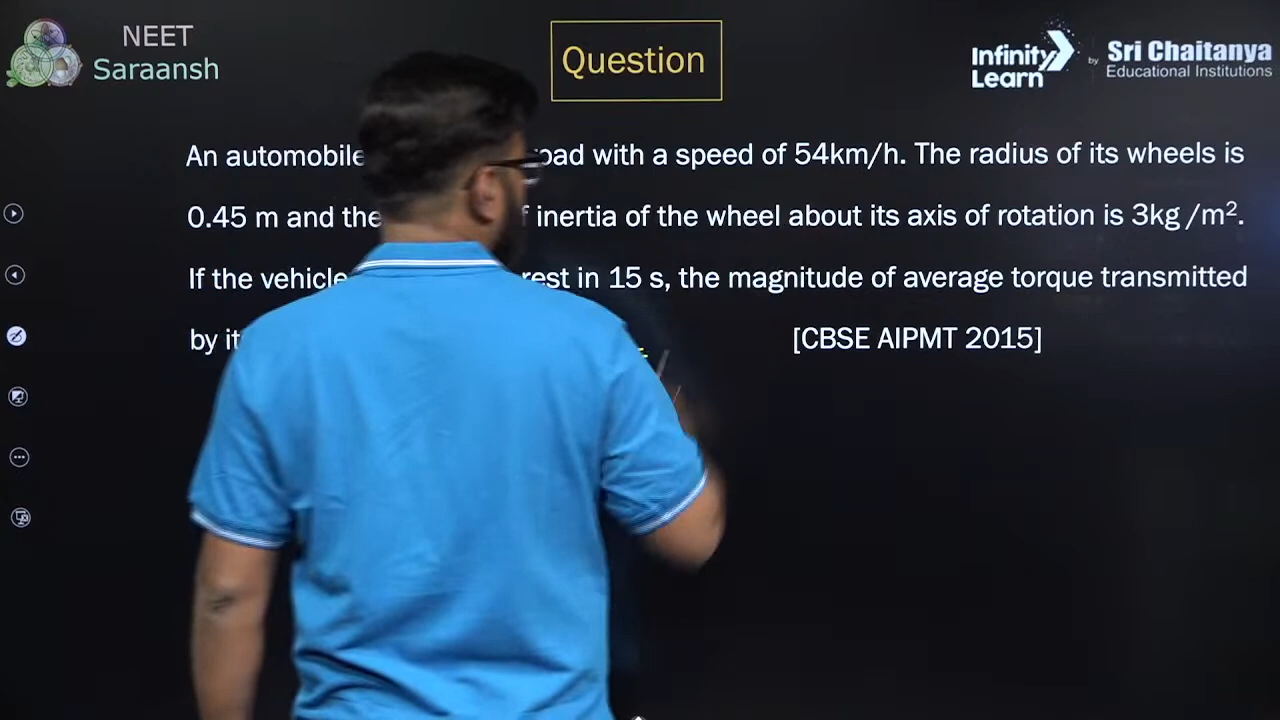 NEET
Saraansh
Question
Infinity Learn by Sri Chaitanya Educational Institutions
An automobile ad with a speed of 54km/h. The radius of its wheels is
0.45 m and the f inertia of the wheel about its axis of rotation is 3kg/m².
If the vehicle rest in 15 s, the magnitude of average torque transmitted
by it [CBSE AIPMT 2015]